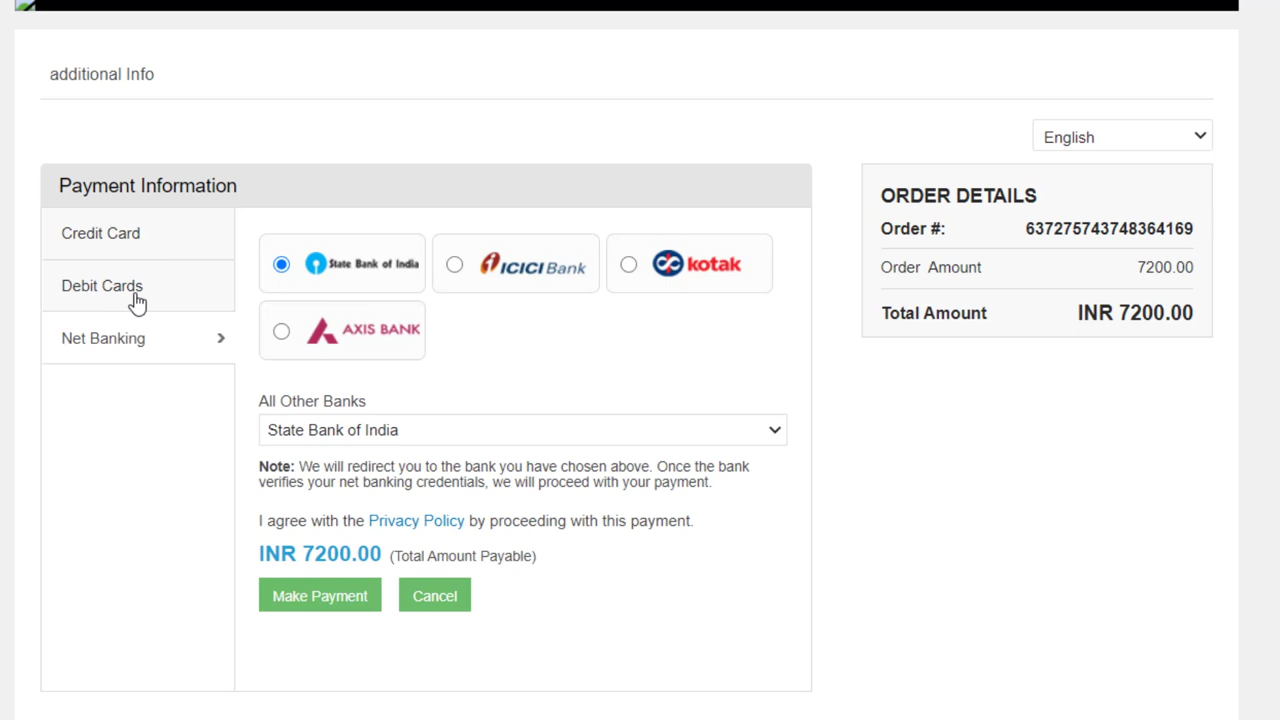 additional Info
English
Payment Information
Credit Card
Debit Cards
Net Banking
State Bank of India
ICICI Bank
kotak
AXIS BANK
All Other Banks
State Bank of India
Note: We will redirect you to the bank you have chosen above. Once the bank
verifies your net banking credentials, we will proceed with your payment.
I agree with the Privacy Policy by proceeding with this payment.
INR 7200.00 (Total Amount Payable)
Make Payment
Cancel
ORDER DETAILS
Order #: 637275743748364169
Order Amount 7200.00
Total Amount INR 7200.00